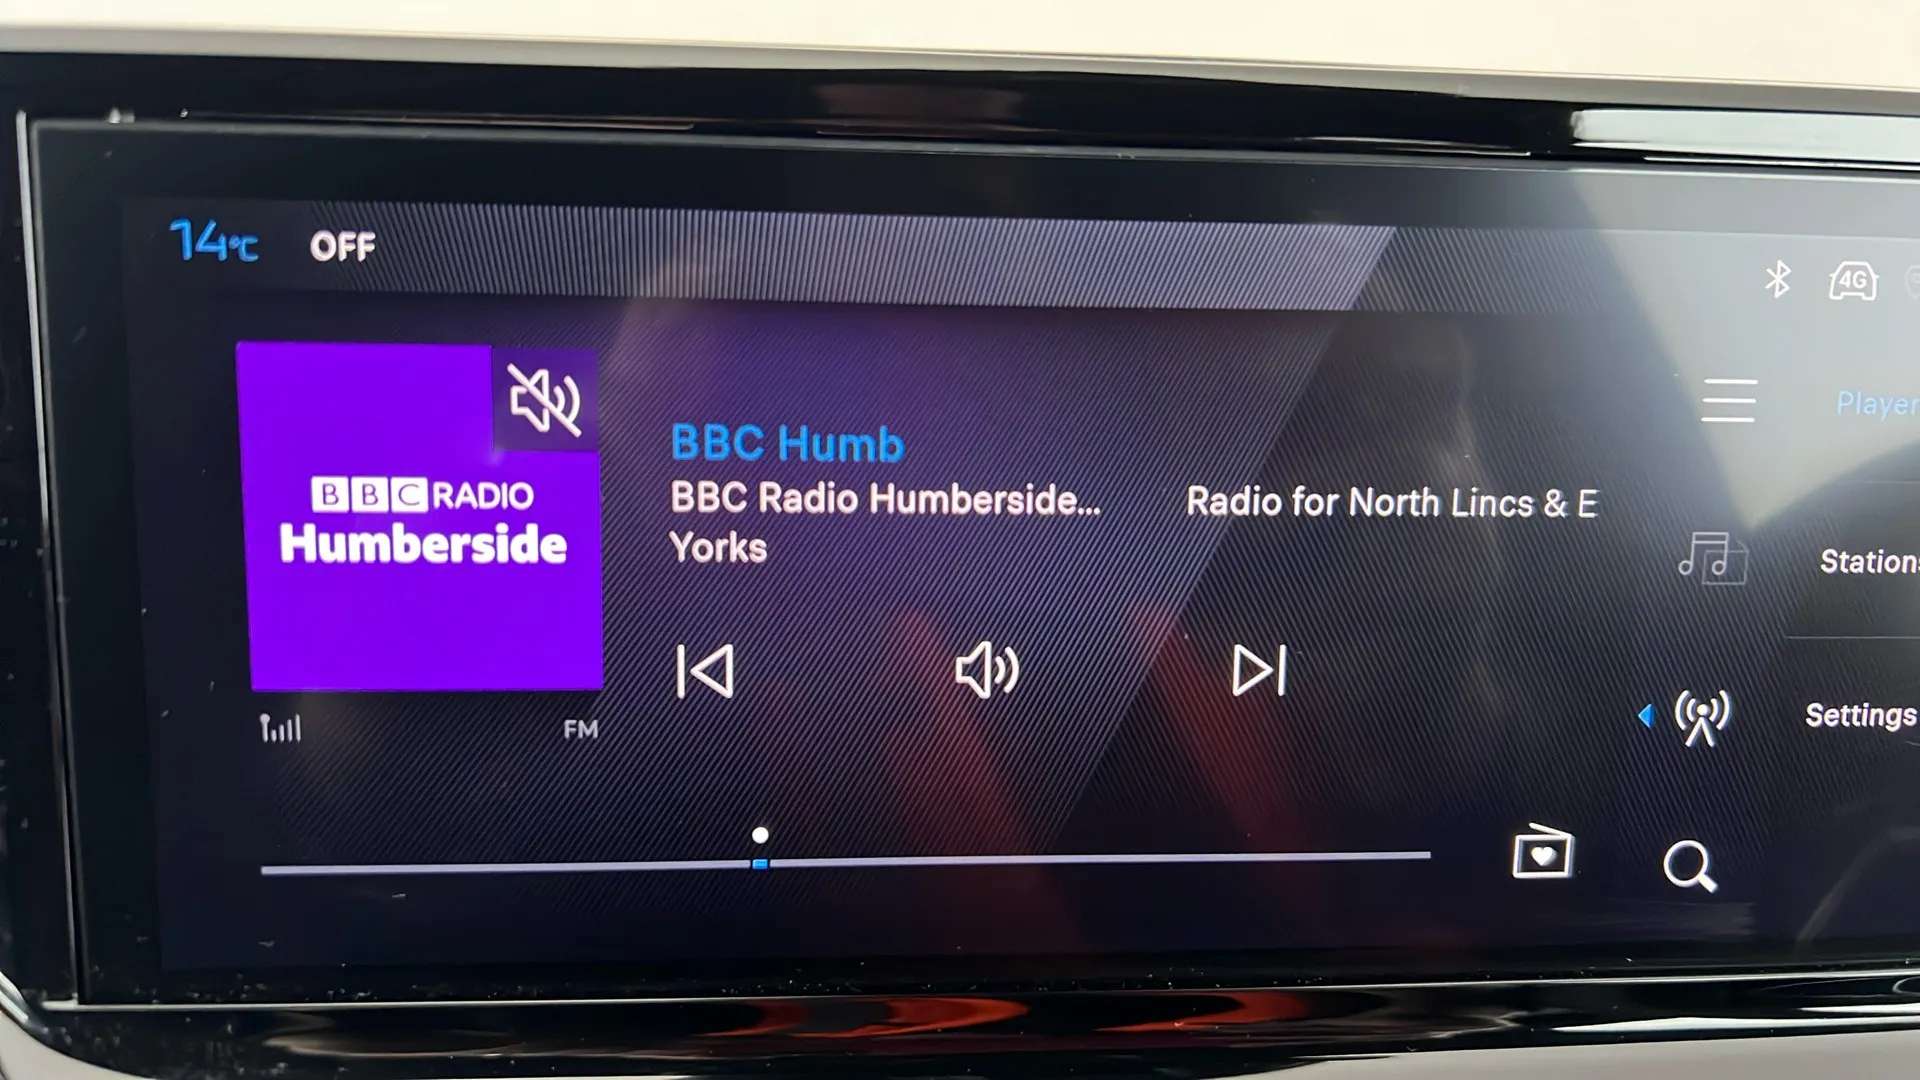 14°C OFF
4G
BBC RADIO
Humberside
BBC Humb
BBC Radio Humberside... Radio for North Lincs & E
Yorks
FM
Player
Stations
Settings